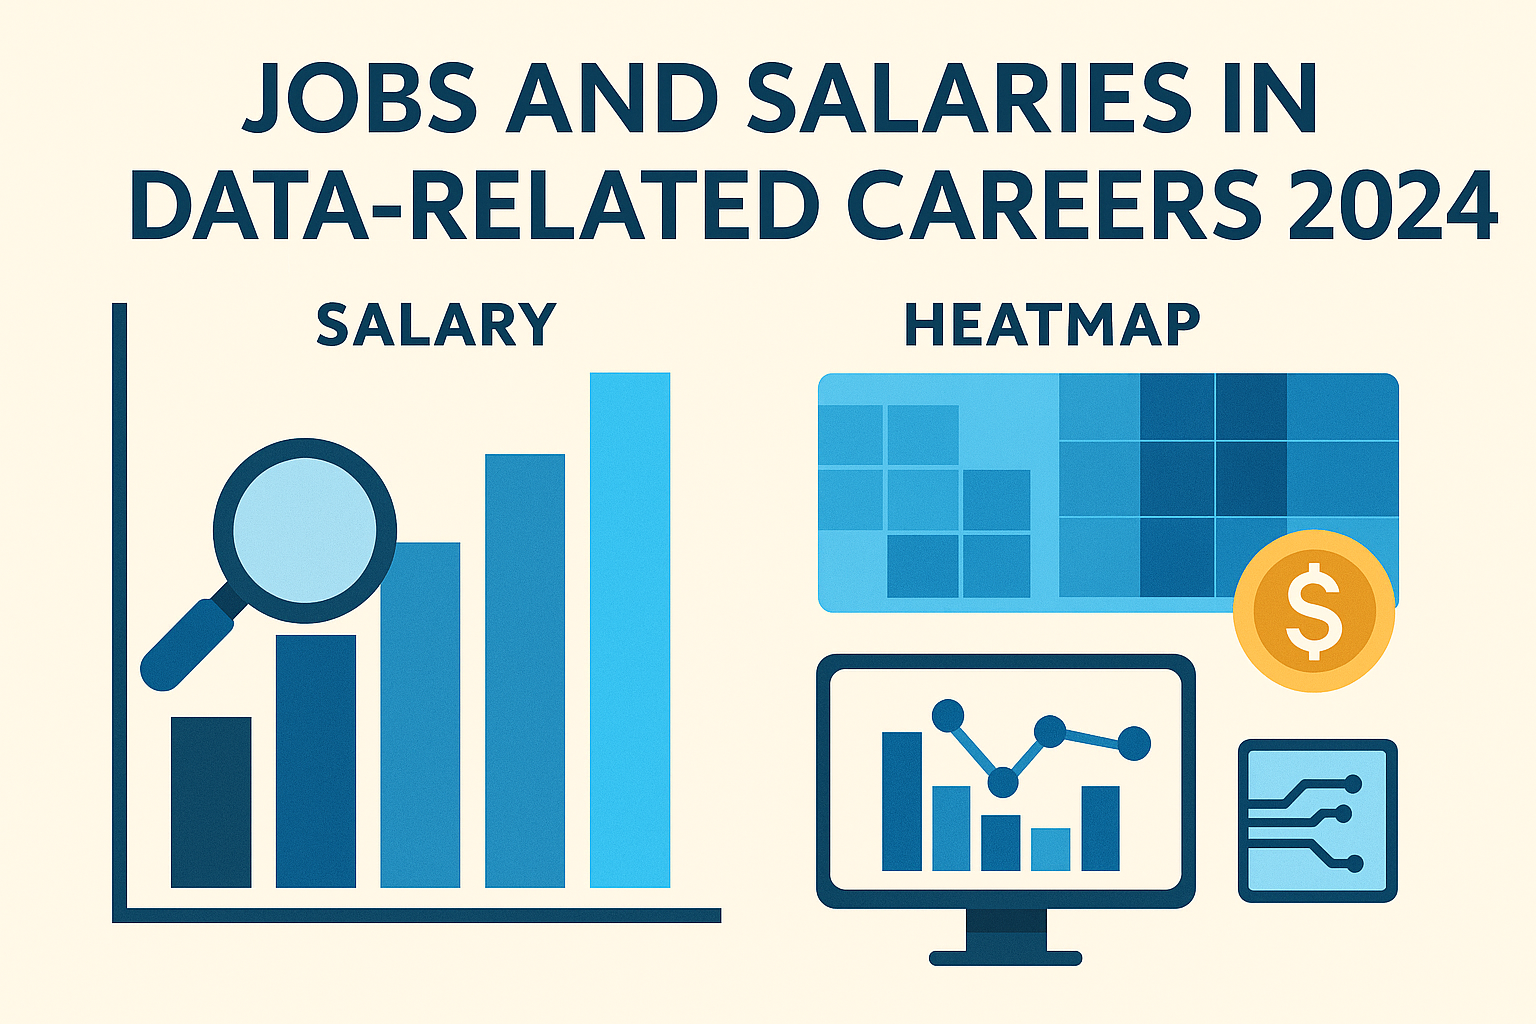 JOBS AND SALARIES IN
DATA-RELATED CAREERS 2024
SALARY
HEATMAP
$